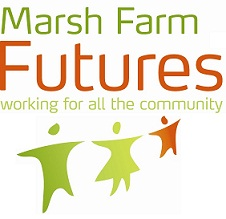 Marsh Farm
Futures
working for all the community